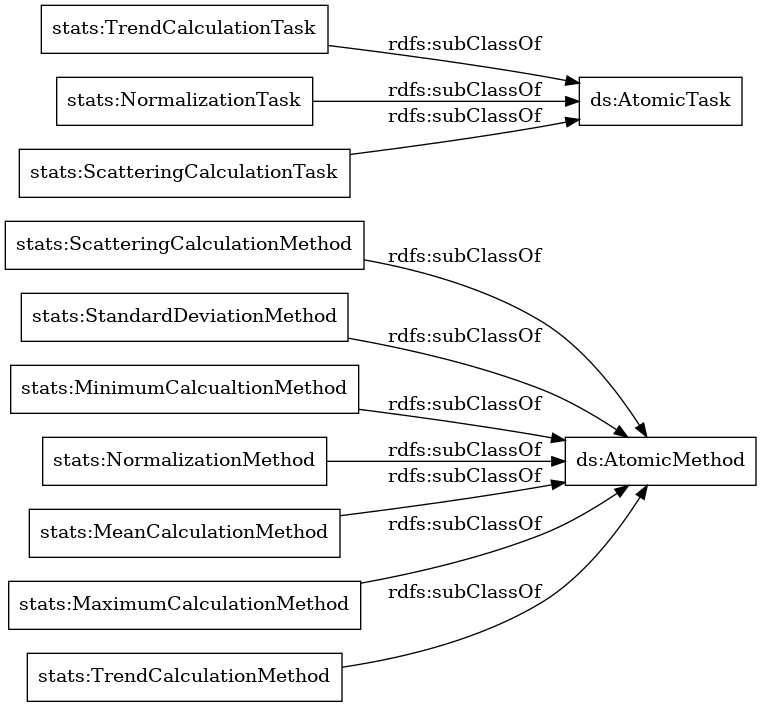 stats:TrendCalculationTask
rdfs:subClassOf
stats:NormalizationTask
rdfs:subClassOf
ds:AtomicTask
rdfs:subClassOf
stats:ScatteringCalculationTask
stats:ScatteringCalculationMethod
rdfs:subClassOf
stats:StandardDeviationMethod
rdfs:subClassOf
stats:MinimumCalcualtionMethod
rdfs:subClassOf
stats:NormalizationMethod
rdfs:subClassOf
ds:AtomicMethod
rdfs:subClassOf
stats:MeanCalculationMethod
rdfs:subClassOf
stats:MaximumCalculationMethod
rdfs:subClassOf
stats:TrendCalculationMethod